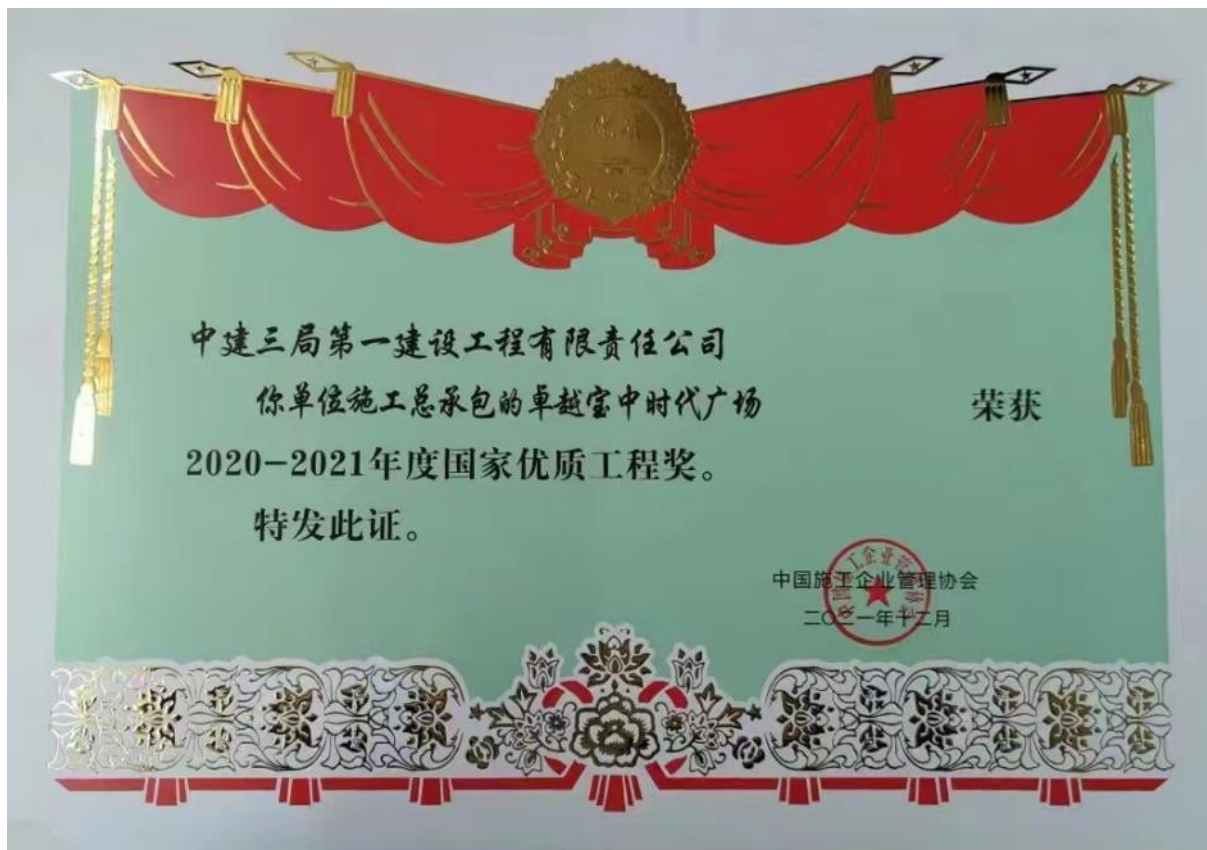 中建三局第一建设工程有限责任公司
你单位施工总承包的卓越宝中时代广场 荣获
2020-2021年度国家优质工程奖。
特发此证。
中国施工企业管理协会
二〇二一年十二月